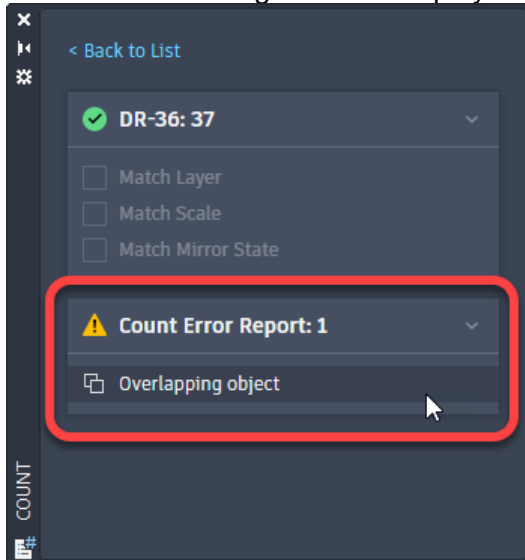 < Back to List
DR-36: 37
Match Layer
Match Scale
Match Mirror State
Count Error Report: 1
Overlapping object
COUNT